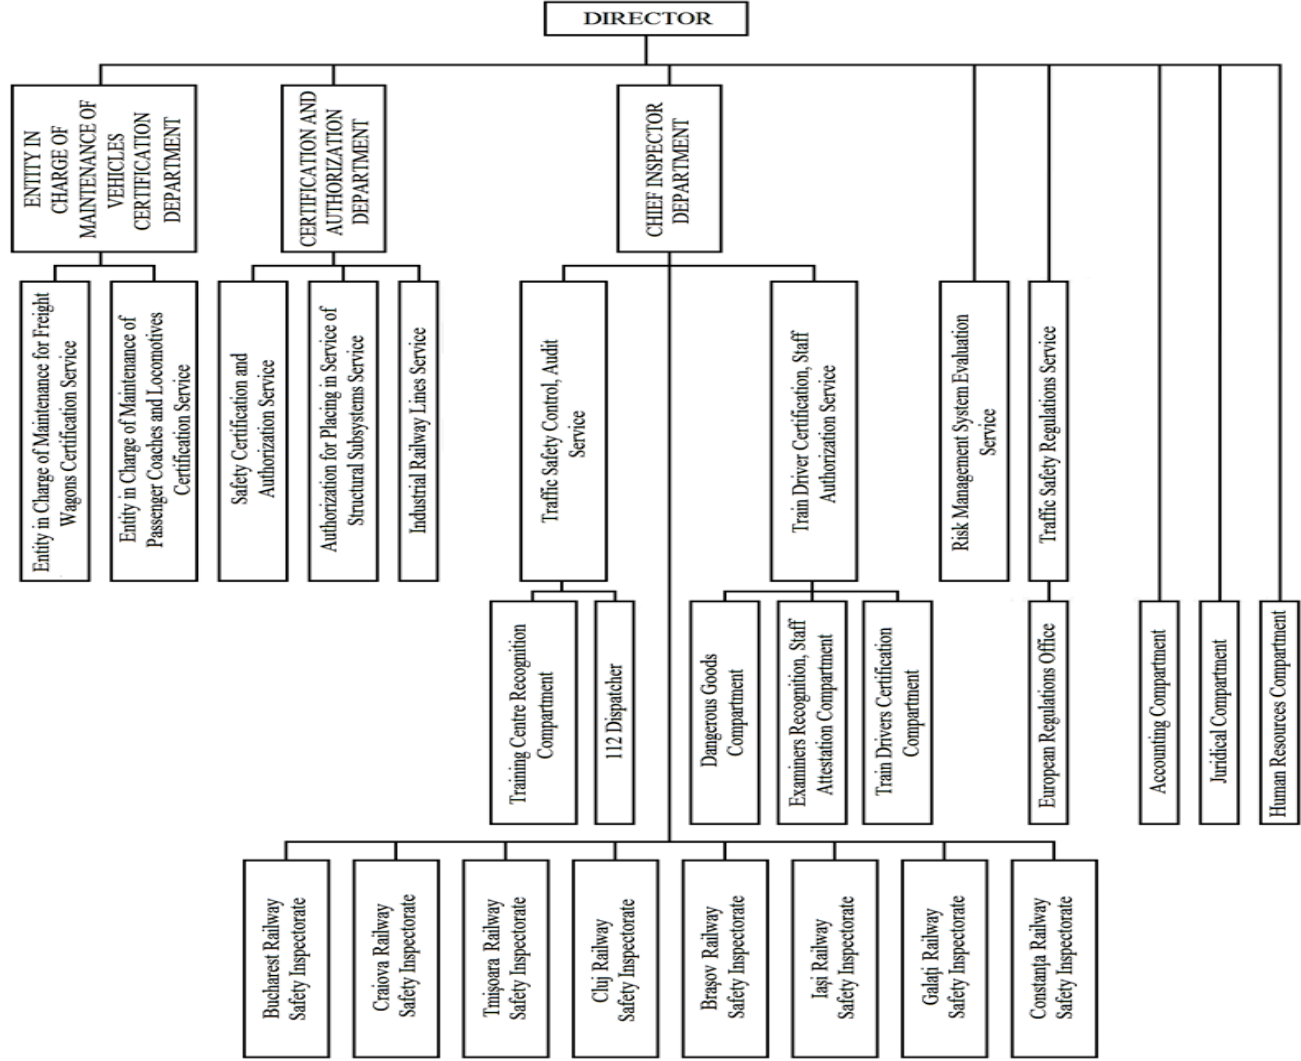 DIRECTOR
ENTITY IN
CHARGE OF
MAINTENANCE OF
VEHICLES
CERTIFICATION
DEPARTMENT
CERTIFICATION AND
AUTHORIZATION
DEPARTMENT
CHIEF INSPECTOR
DEPARTMENT
Entity in Charge of Maintenance for Freight
Wagons Certification Service
Entity in Charge of Maintenance of
Passenger Coaches and Locomotives
Certification Service
Safety Certification and
Authorization Service
Authorization for Placing in Service of
Structural Subsystems Service
Industrial Railway Lines Service
Traffic Safety Control, Audit
Service
Train Driver Certification, Staff
Authorization Service
Risk Management System Evaluation
Service
Traffic Safety Regulations Service
Training Centre Recognition
Compartment
112 Dispatcher
Dangerous Goods
Compartment
Examiners Recognition, Staff
Attestation Compartment
Train Drivers Certification
Compartment
European Regulations Office
Accounting Compartment
Juridical Compartment
Human Resources Compartment
Bucharest Railway
Safety Inspectorate
Craiova Railway
Safety Inspectorate
Tmișoara Railway
Safety Inspectorate
Cluj Railway
Safety Inspectorate
Brașov Railway
Safety Inspectorate
Iași Railway
Safety Inspectorate
Galați Railway
Safety Inspectorate
Constanța Railway
Safety Inspectorate